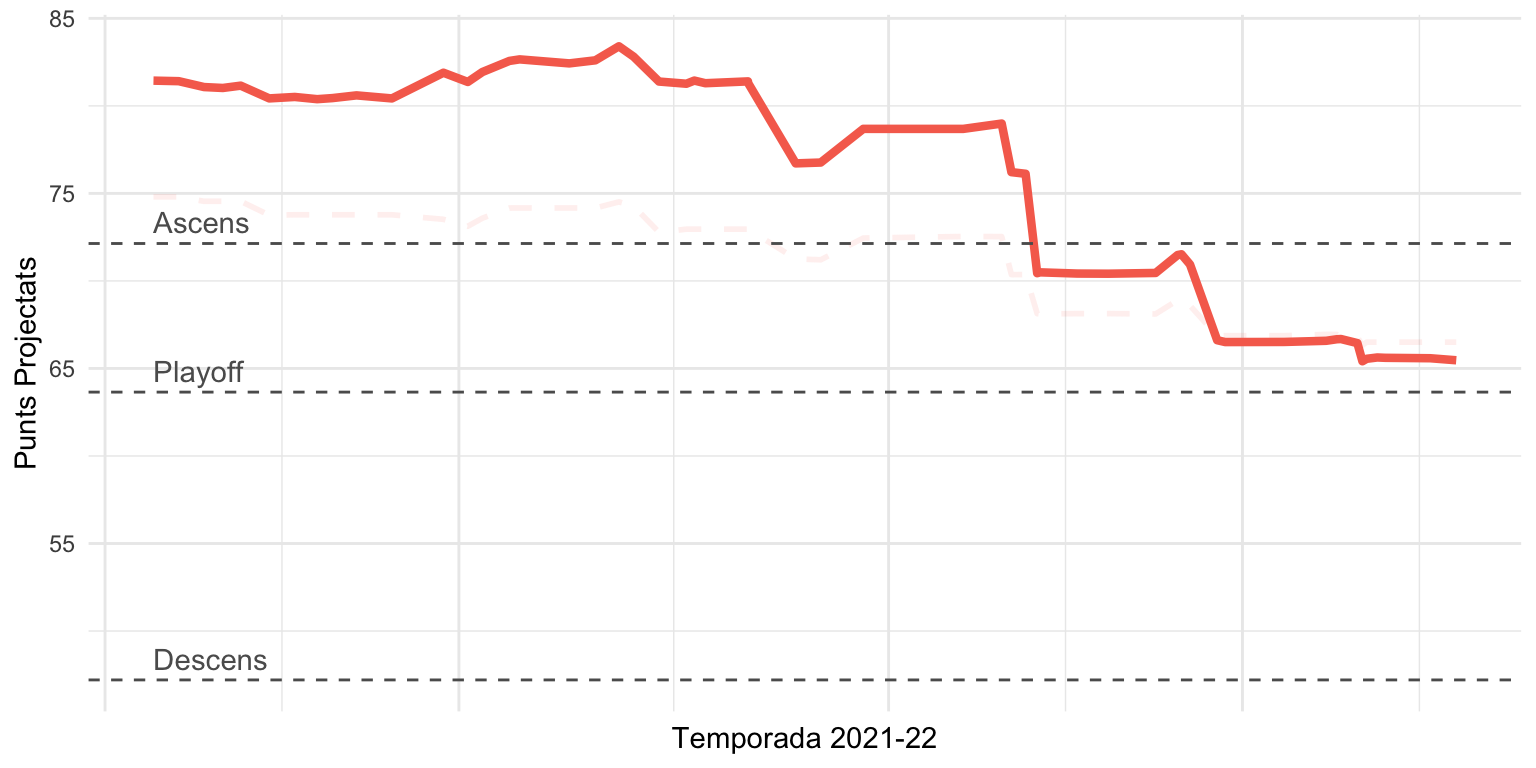 85
75
Ascens
Playoff
65
55
Descens
Punts Projectats
Temporada 2021-22